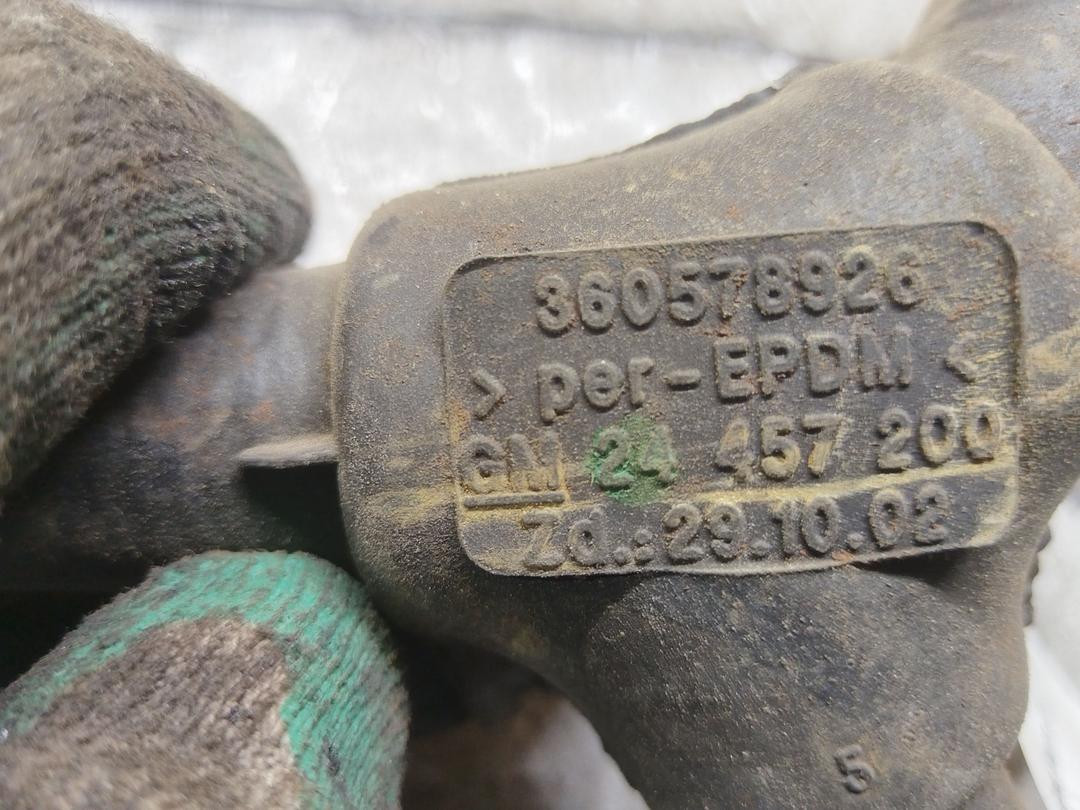 360578926
> per-EPDM <
GM 24 457 200
Zd.:29.10.02
5